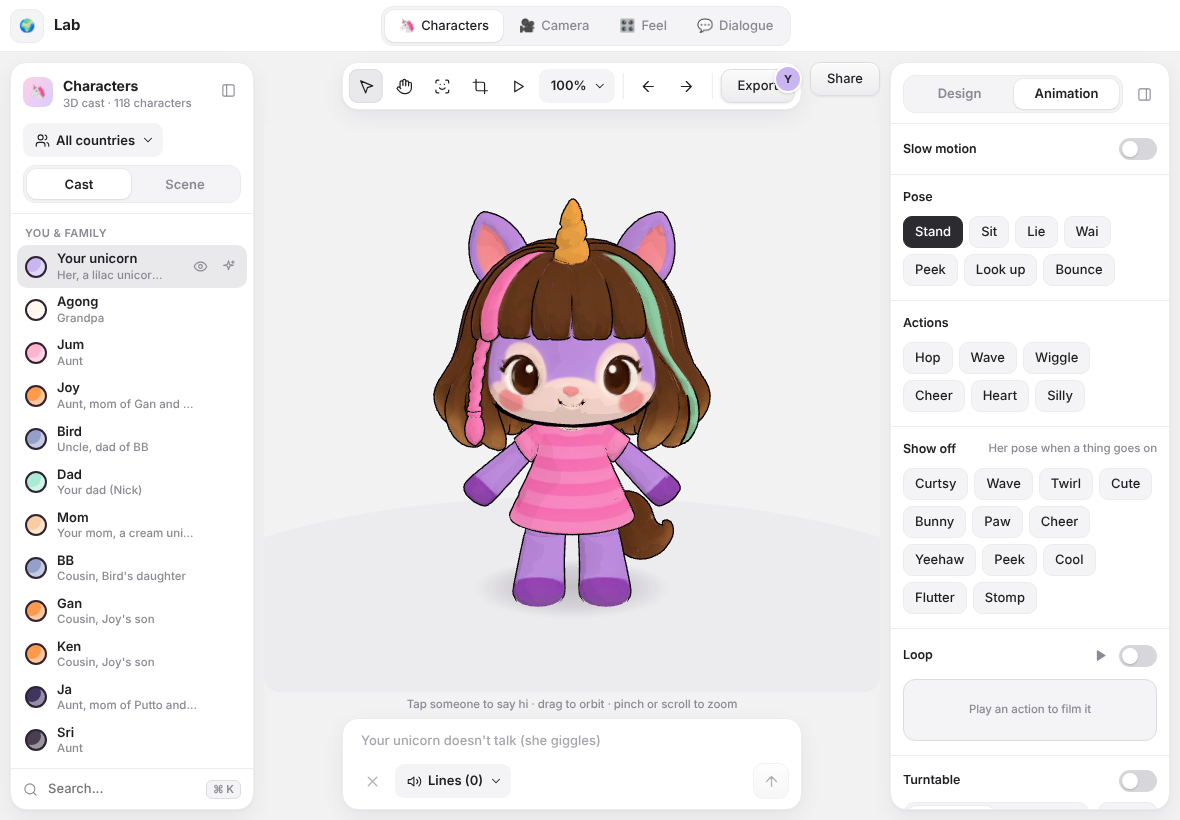 Lab
Characters
Camera
Feel
Dialogue
Characters
3D cast · 118 characters
All countries
Cast
Scene
YOU & FAMILY
Your unicorn
Her, a lilac unicor...
Agong
Grandpa
Jum
Aunt
Joy
Aunt, mom of Gan and ...
Bird
Uncle, dad of BB
Dad
Your dad (Nick)
Mom
Your mom, a cream uni...
BB
Cousin, Bird's daughter
Gan
Cousin, Joy's son
Ken
Cousin, Joy's son
Ja
Aunt, mom of Putto and...
Sri
Aunt
Search...
⌘ K
100%
Export
Y
Share
Tap someone to say hi · drag to orbit · pinch or scroll to zoom
Your unicorn doesn't talk (she giggles)
Lines (0)
Design
Animation
Slow motion
Pose
Stand
Sit
Lie
Wai
Peek
Look up
Bounce
Actions
Hop
Wave
Wiggle
Cheer
Heart
Silly
Show off
Her pose when a thing goes on
Curtsy
Wave
Twirl
Cute
Bunny
Paw
Cheer
Yeehaw
Peek
Cool
Flutter
Stomp
Loop
Play an action to film it
Turntable